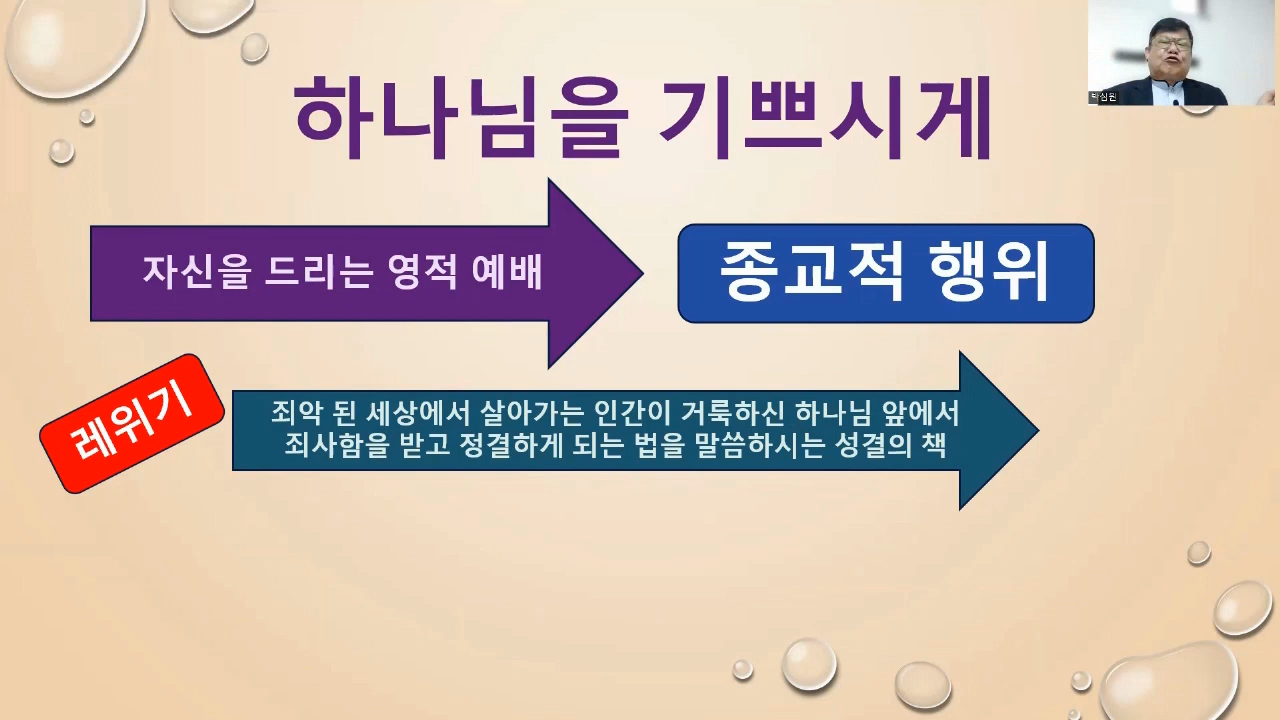 하나님을 기쁘시게
박심원
자신을 드리는 영적 예배
종교적 행위
레위기
죄악 된 세상에서 살아가는 인간이 거룩하신 하나님 앞에서
죄사함을 받고 정결하게 되는 법을 말씀하시는 성결의 책